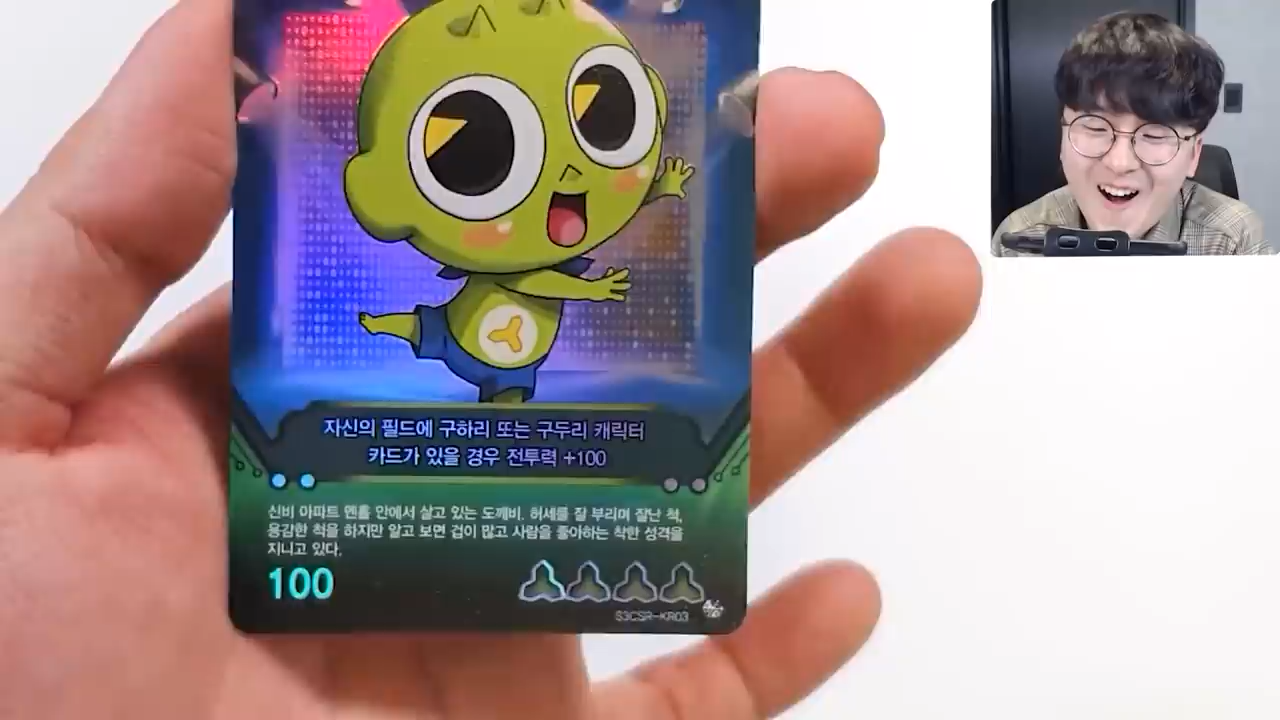 자신의 필드에 구하리 또는 구두리 캐릭터
카드가 있을 경우 전투력 +100
신비 아파트 맨홀 안에서 살고 있는 도깨비. 허세를 잘 부리며 잘난 척,
용감한 척을 하지만 알고 보면 겁이 많고 사람을 좋아하는 착한 성격을
지니고 있다.
100
S3CSR-KR03